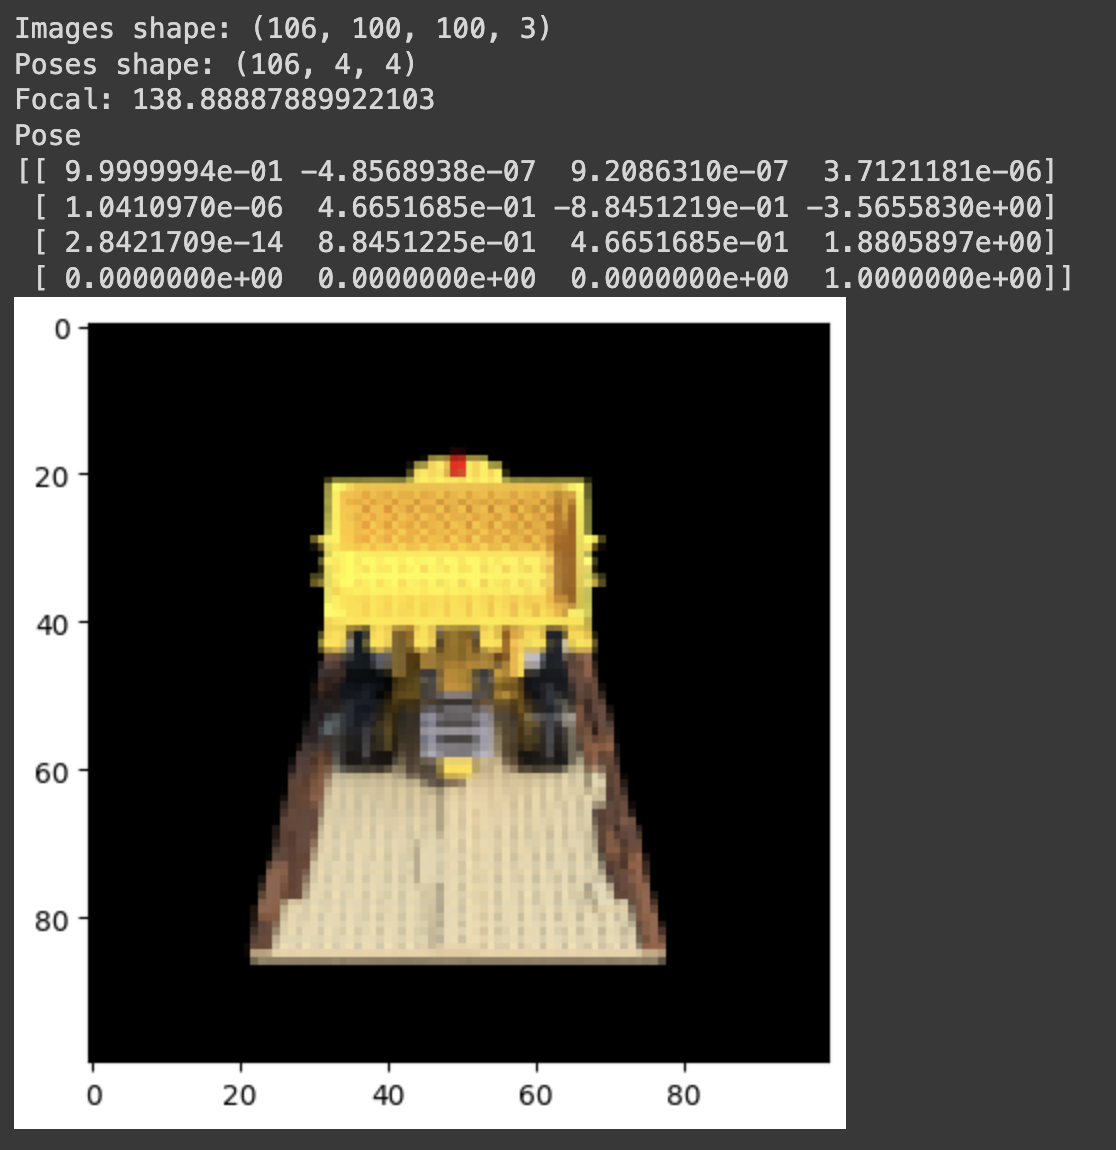 Images shape: (106, 100, 100, 3)
Poses shape: (106, 4, 4)
Focal: 138.88887889922103
Pose
[[ 9.9999994e-01 -4.8568938e-07  9.2086310e-07  3.7121181e-06]
 [ 1.0410970e-06  4.6651685e-01 -8.8451219e-01 -3.5655830e+00]
 [ 2.8421709e-14  8.8451225e-01  4.6651685e-01  1.8805897e+00]
 [ 0.0000000e+00  0.0000000e+00  0.0000000e+00  1.0000000e+00]]
0
20
40
60
80
0 20 40 60 80